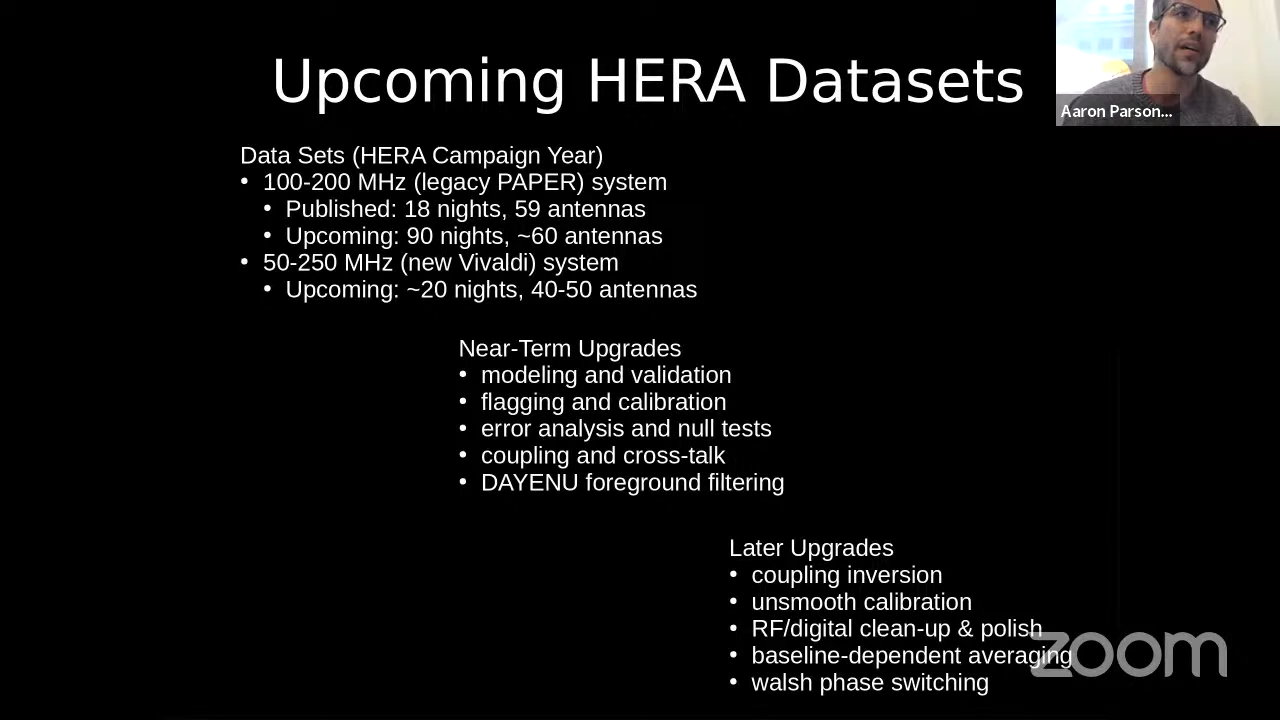 Upcoming HERA Datasets
Aaron Parson...
Data Sets (HERA Campaign Year)
• 100-200 MHz (legacy PAPER) system
• Published: 18 nights, 59 antennas
• Upcoming: 90 nights, ~60 antennas
• 50-250 MHz (new Vivaldi) system
• Upcoming: ~20 nights, 40-50 antennas
Near-Term Upgrades
• modeling and validation
• flagging and calibration
• error analysis and null tests
• coupling and cross-talk
• DAYENU foreground filtering
Later Upgrades
• coupling inversion
• unsmooth calibration
• RF/digital clean-up & polish
• baseline-dependent averaging
• walsh phase switching
zoom